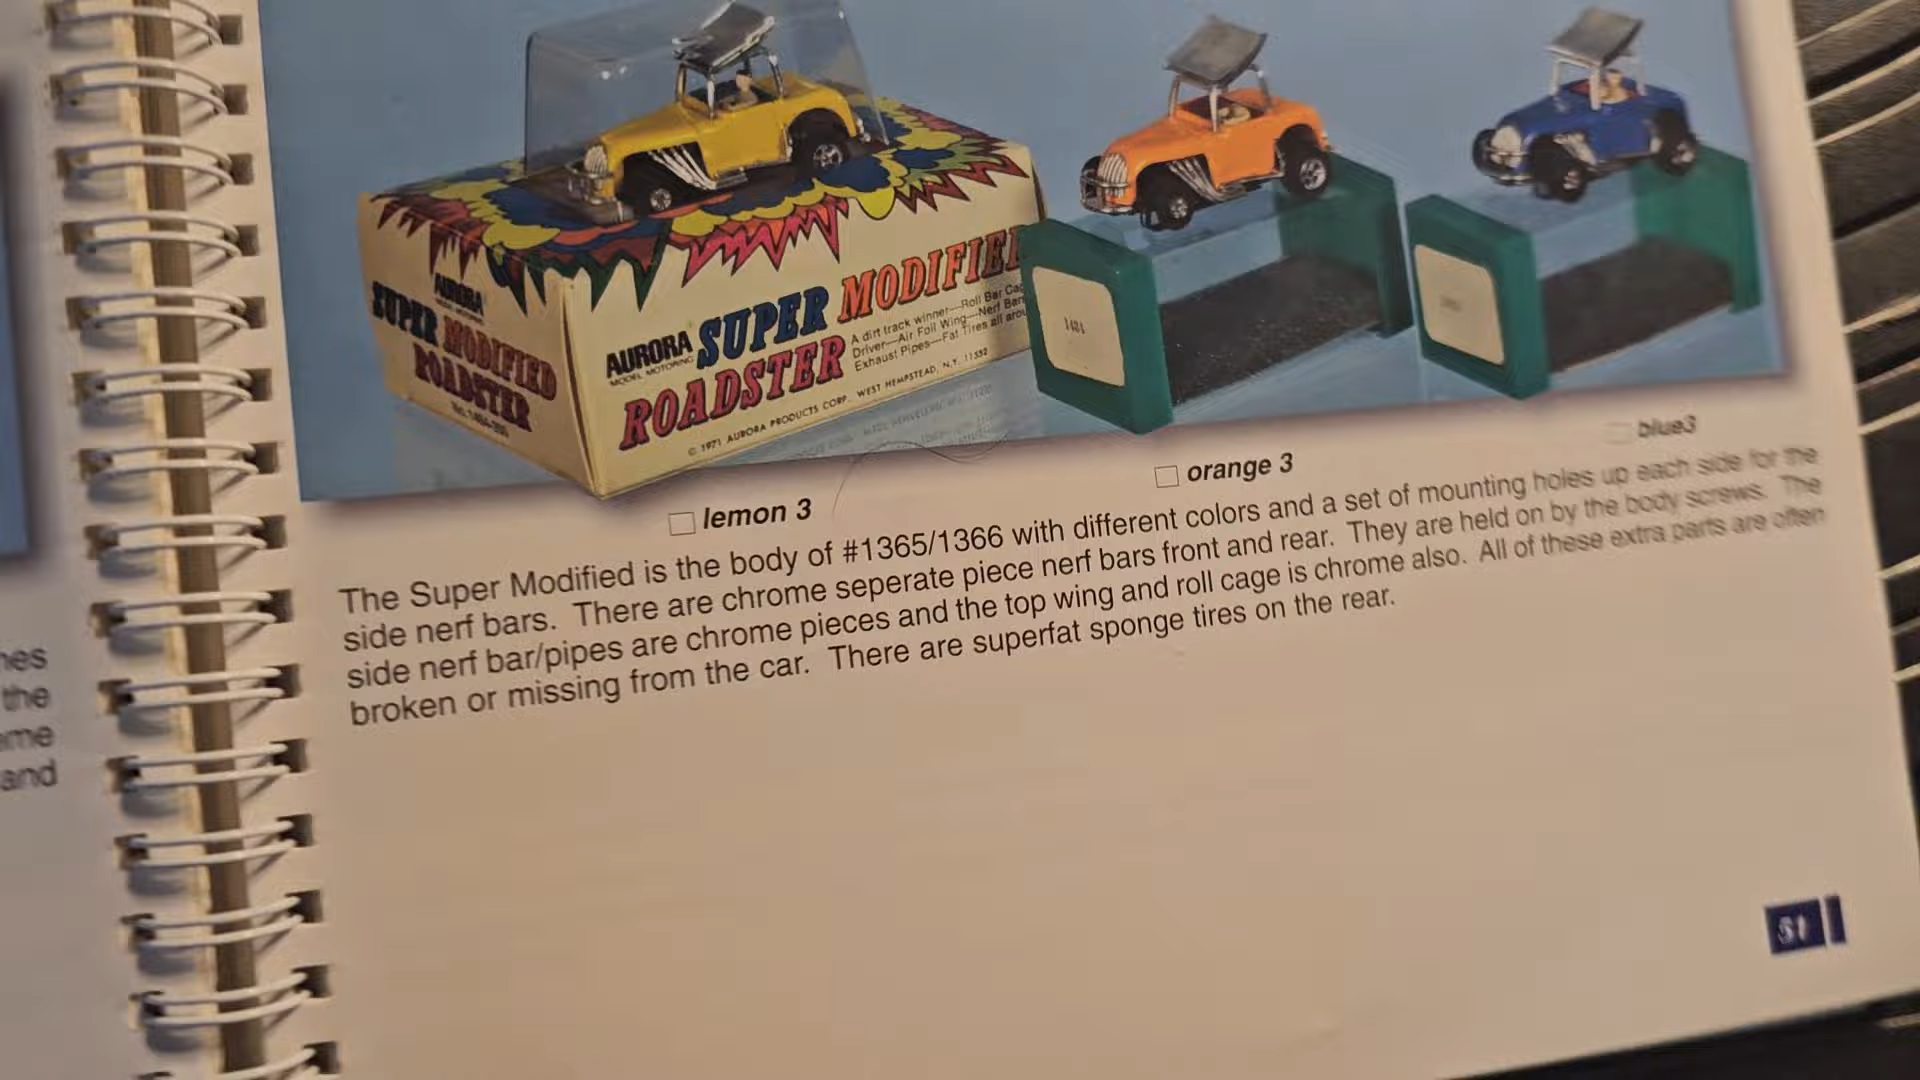 AURORA
SUPER MODIFIED
ROADSTER
AURORA SUPER MODIFIED
MODEL MOTORING
ROADSTER
A dirt track winner—Roll Bar
Driver—Air Foil Wing—Nerf
Exhaust Pipes—Fat Tires all
© 1971 AURORA PRODUCTS CORP. WEST HEMPSTEAD, N.Y. 11552
lemon 3
orange 3
blue3
The Super Modified is the body of #1365/1366 with different colors and a set of mounting holes up each side for the
side nerf bars. There are chrome seperate piece nerf bars front and rear. They are held on by the body screws. The
side nerf bar/pipes are chrome pieces and the top wing and roll cage is chrome also. All of these extra parts are often
broken or missing from the car. There are superfat sponge tires on the rear.
the
and
51